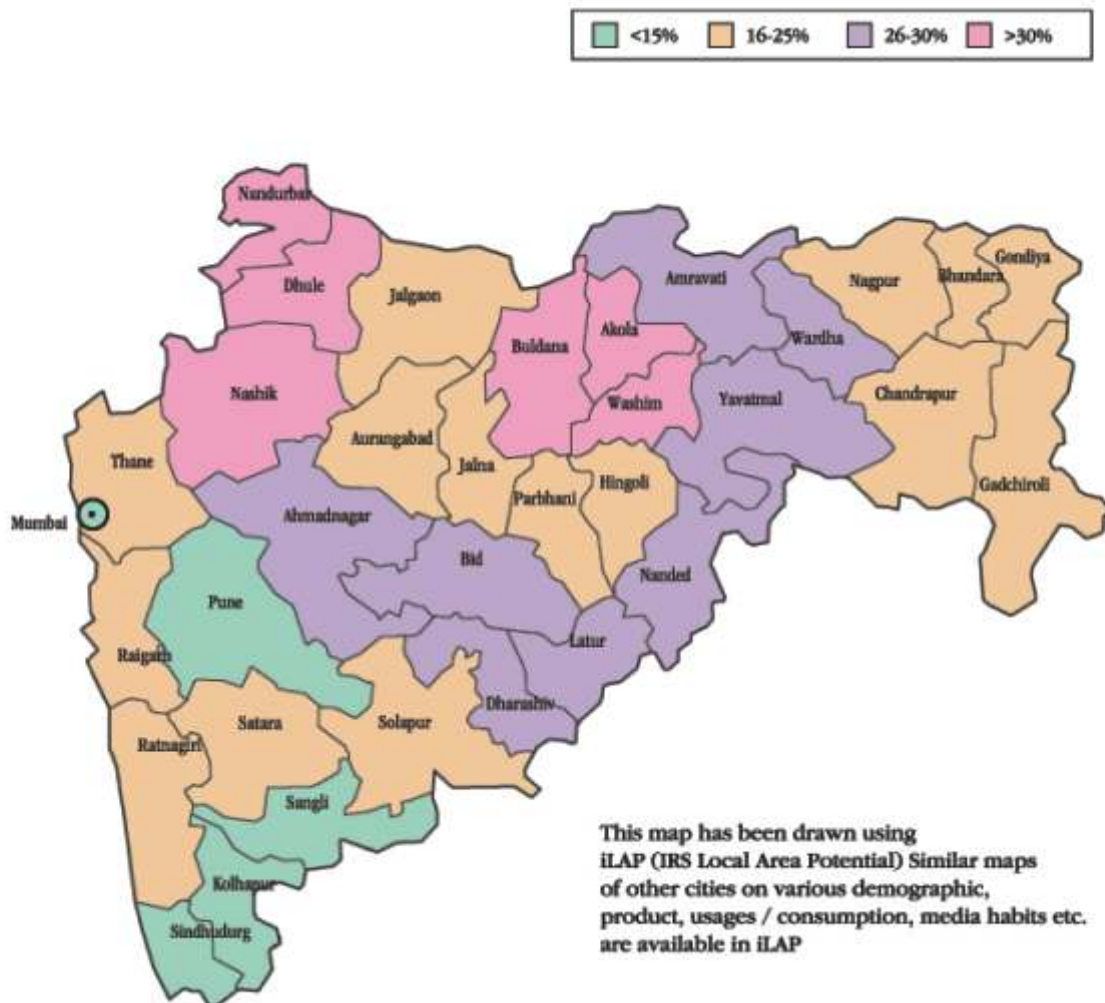 <15% 16-25% 26-30% >30%
Nandurbar
Dhule
Jalgaon
Amravati
Nagpur
Bhandara
Gondiya
Buldana
Akola
Wardha
Nashik
Washim
Yavatmal
Chandrapur
Thane
Aurangabad
Jalna
Parbhani
Hingoli
Gadchiroli
Mumbai
Ahmadnagar
Bid
Nanded
Pune
Latur
Raigarh
Dharashiv
Satara
Solapur
Ratnagiri
Sangli
Kolhapur
Sindhudurg
This map has been drawn using
iLAP (IRS Local Area Potential) Similar maps
of other cities on various demographic,
product, usages / consumption, media habits etc.
are available in iLAP